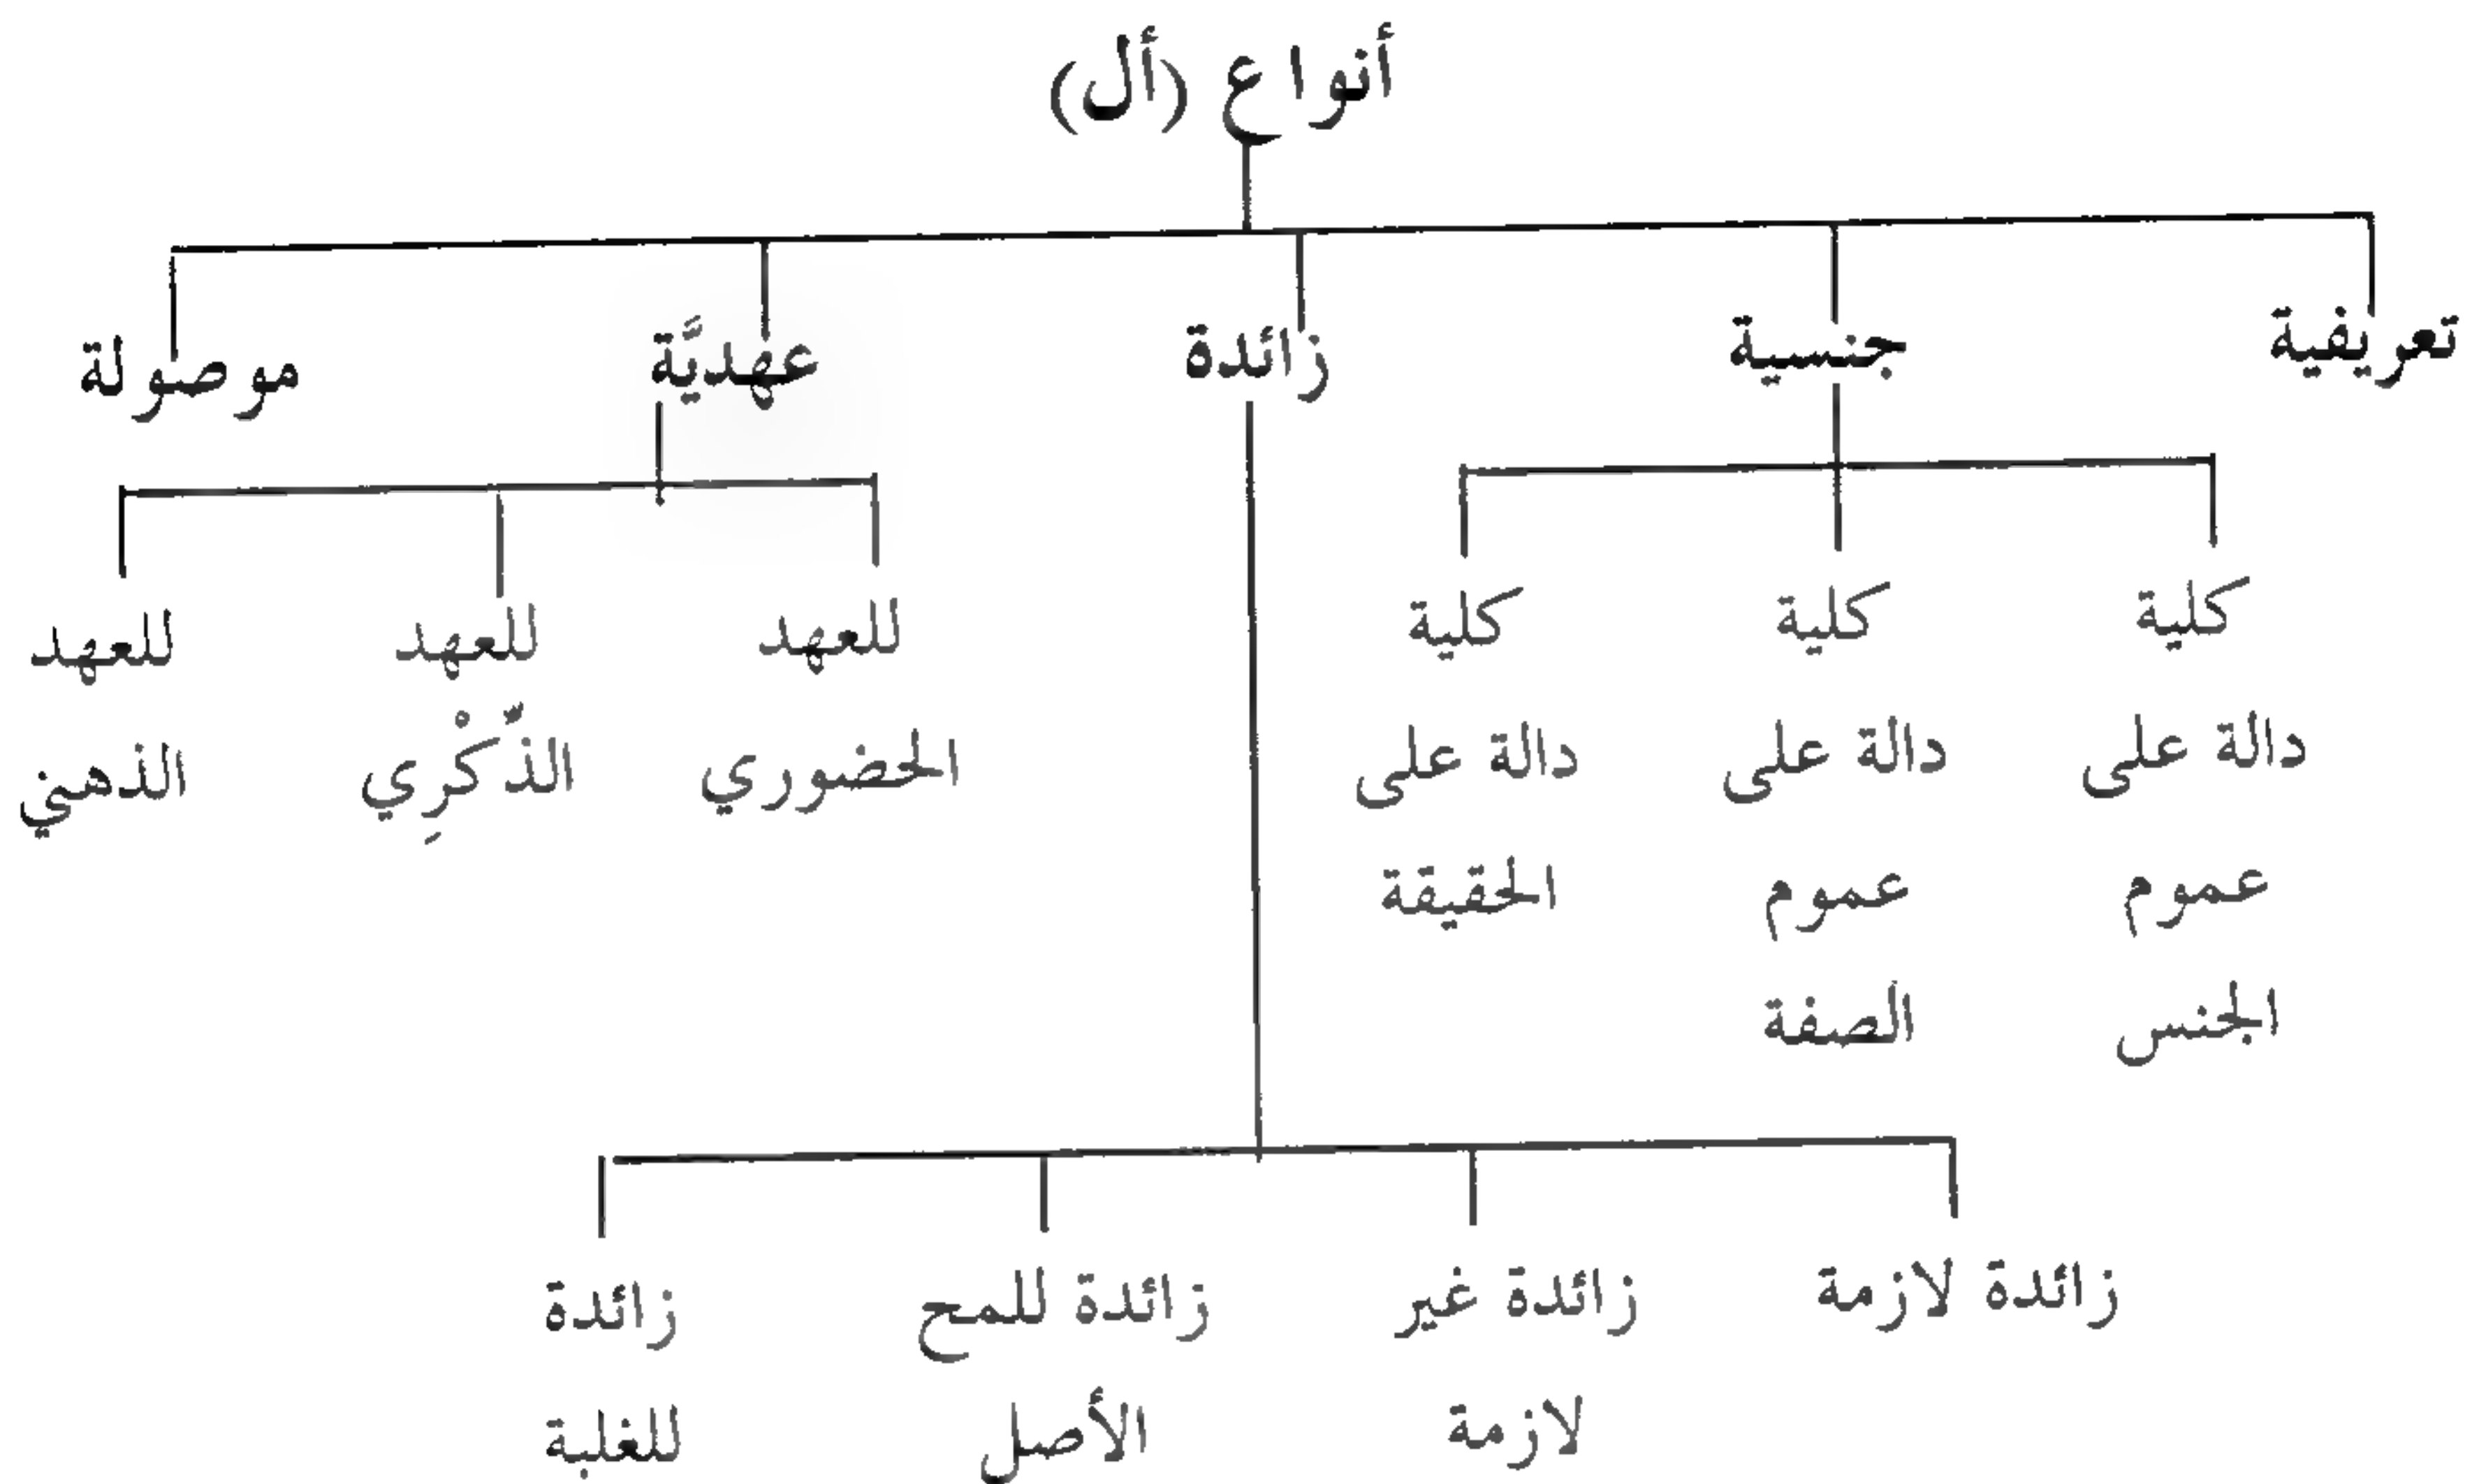 أنواع (أل)
تعريفية جنسية زائدة عهديَّة موصولة
كلية كلية كلية للعهد للعهد للعهد
دالة على دالة على دالة على الحضوري الذِّكْرِي الذهني
عموم عموم الحقيقة
الجنس الصفة
زائدة لازمة زائدة غير زائدة للمح زائدة
لازمة الأصل للغلبة